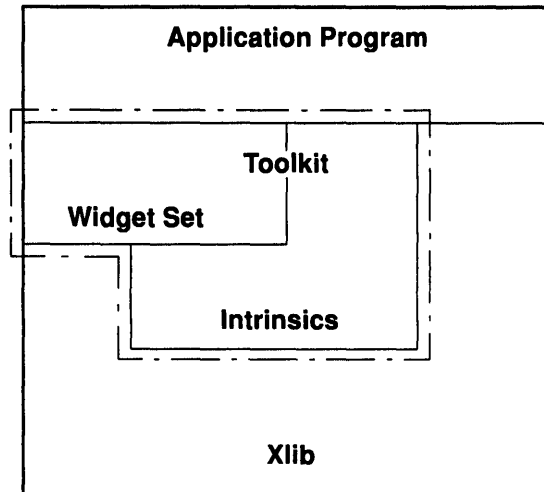 Application Program
Toolkit
Widget Set
Intrinsics
Xlib